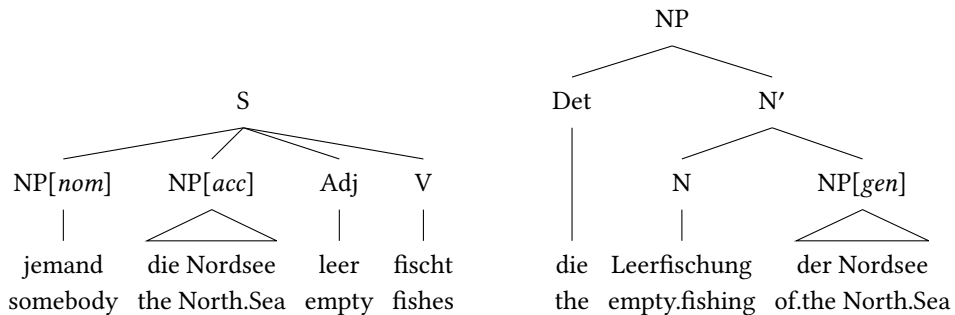 NP
S Det N′
NP[nom] NP[acc] Adj V N NP[gen]
jemand die Nordsee leer fischt die Leerfischung der Nordsee
somebody the North.Sea empty fishes the empty.fishing of.the North.Sea